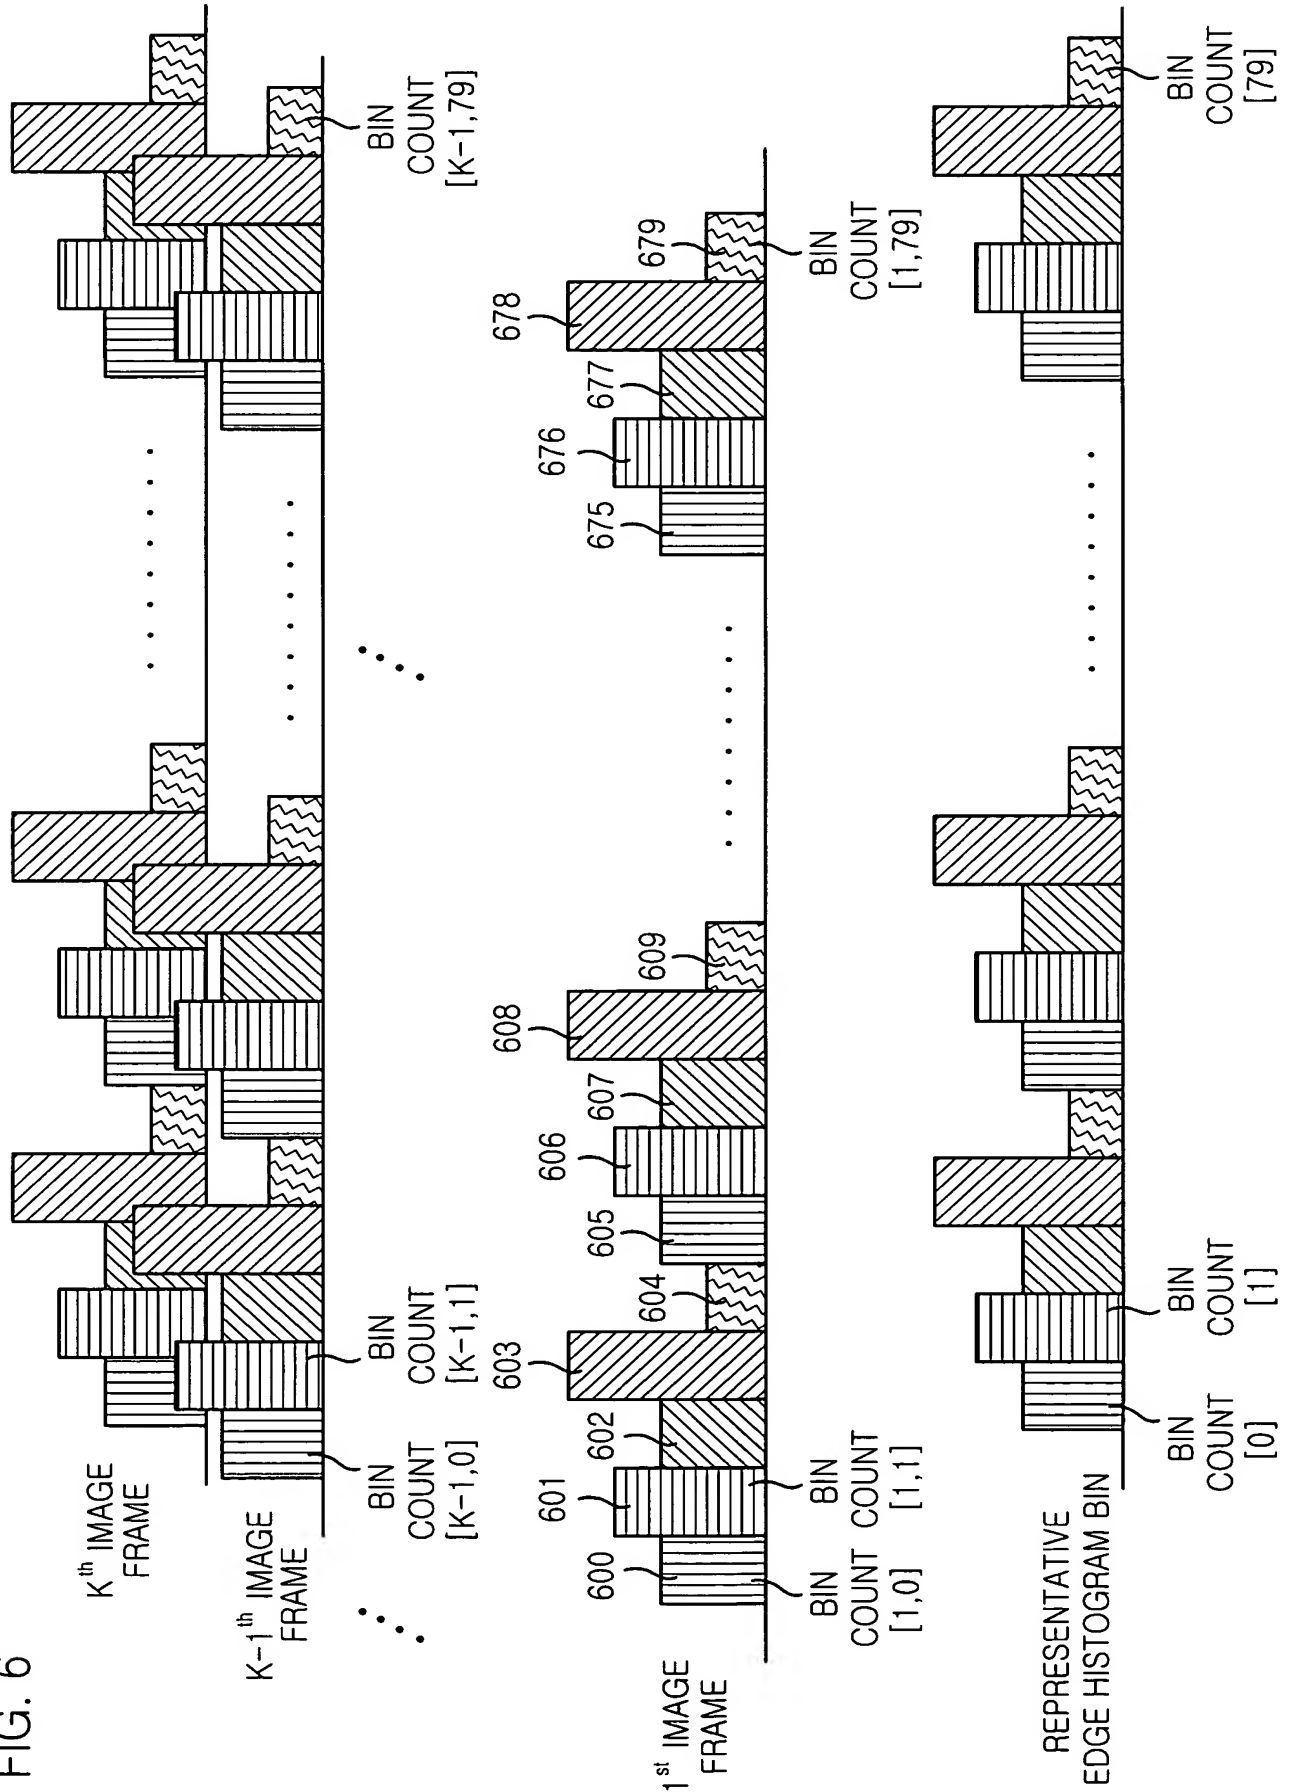 FIG. 6
K th IMAGE
FRAME
K-1 th IMAGE
FRAME
BIN
COUNT
[K-1,0]
BIN
COUNT
[K-1,1]
BIN
COUNT
[K-1,79]
1 st IMAGE
FRAME
600
601
602
603
604
605
606
607
608
609
675
676
677
678
679
BIN
COUNT
[1,0]
BIN
COUNT
[1,1]
BIN
COUNT
[1,79]
REPRESENTATIVE
EDGE HISTOGRAM BIN
BIN
COUNT
[0]
BIN
COUNT
[1]
BIN
COUNT
[79]